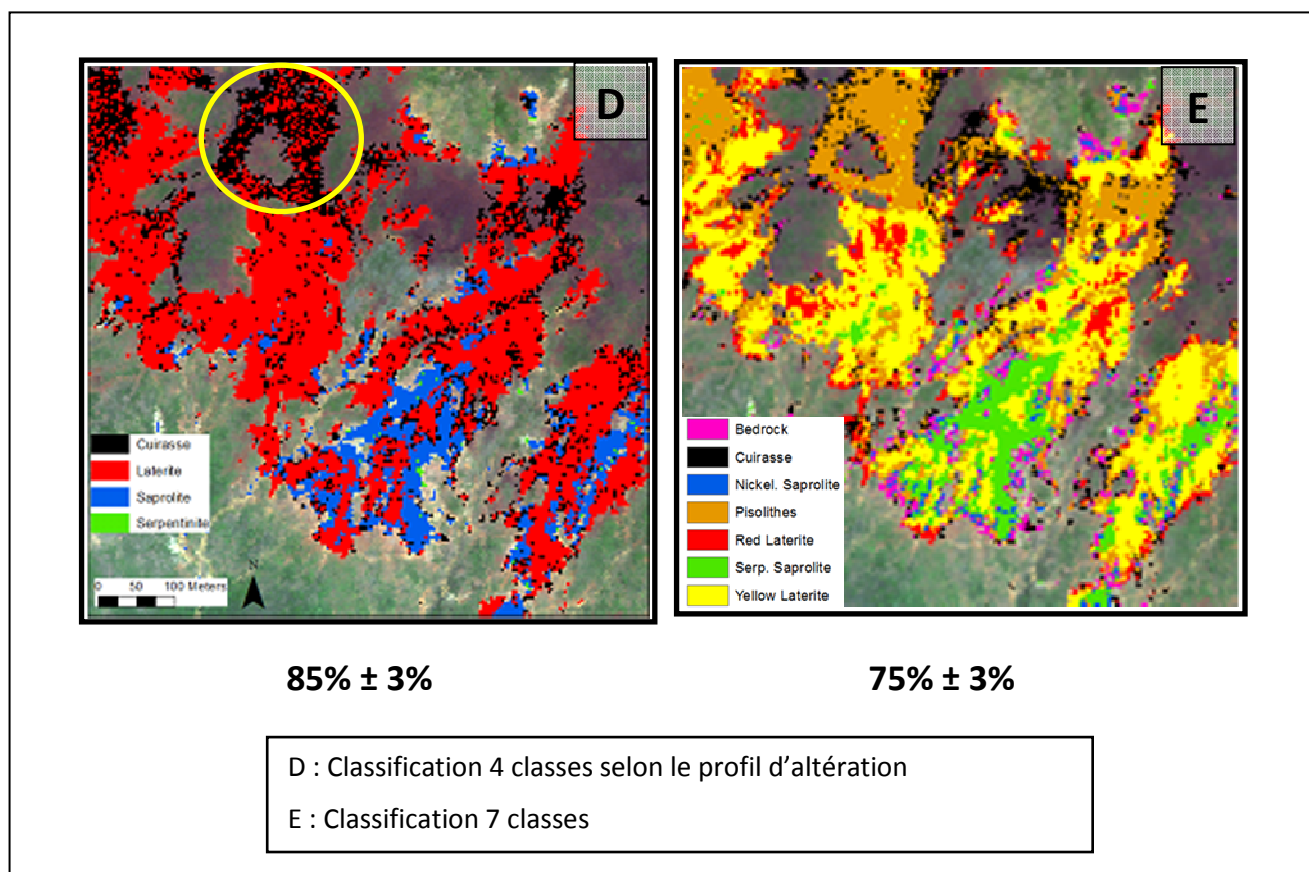 D
Cuirasse
Laterite
Saprolite
Serpentinite
0 50 100 Meters
N
E
Bedrock
Cuirasse
Nickel. Saprolite
Pisolithes
Red Laterite
Serp. Saprolite
Yellow Laterite
85% ± 3%
75% ± 3%
D : Classification 4 classes selon le profil d’altération
E : Classification 7 classes